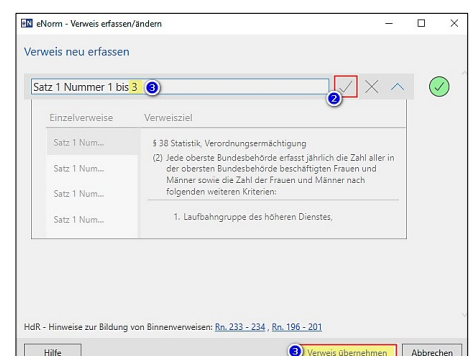 eNorm - Verweis erfassen/ändern
Verweis neu erfassen
Satz 1 Nummer 1 bis 3 3
2
Einzelverweise Verweisziel
Satz 1 Num...
Satz 1 Num...
Satz 1 Num...
Satz 1 Num...
§ 38 Statistik, Verordnungsermächtigung
(2) Jede oberste Bundesbehörde erfasst jährlich die Zahl aller in
der obersten Bundesbehörde beschäftigten Frauen und
Männer sowie die Zahl der Frauen und Männer nach
folgenden weiteren Kriterien:
1. Laufbahngruppe des höheren Dienstes,
HdR - Hinweise zur Bildung von Binnenverweisen: Rn. 233 - 234 , Rn. 196 - 201
Hilfe 3 Verweis übernehmen Abbrechen